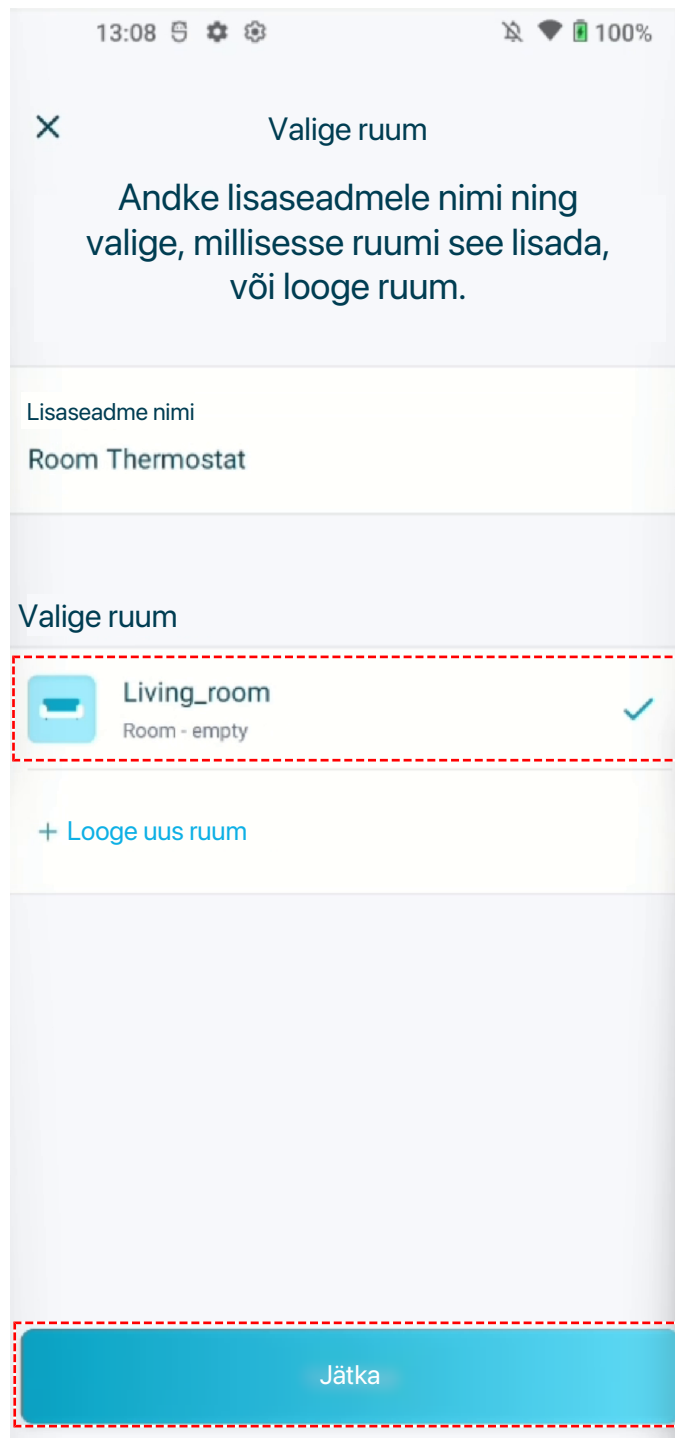 13:08 100%
Valige ruum
Andke lisaseadmele nimi ning
valige, millisesse ruumi see lisada,
või looge ruum.
Lisaseadme nimi
Room Thermostat
Valige ruum
Living_room
Room - empty
+ Looge uus ruum
Jätka